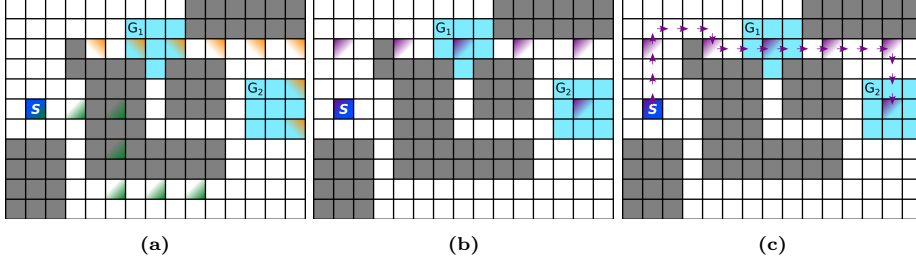 G₁ G₁ G₁
G₂ G₂ G₂
S S S
(a) (b) (c)